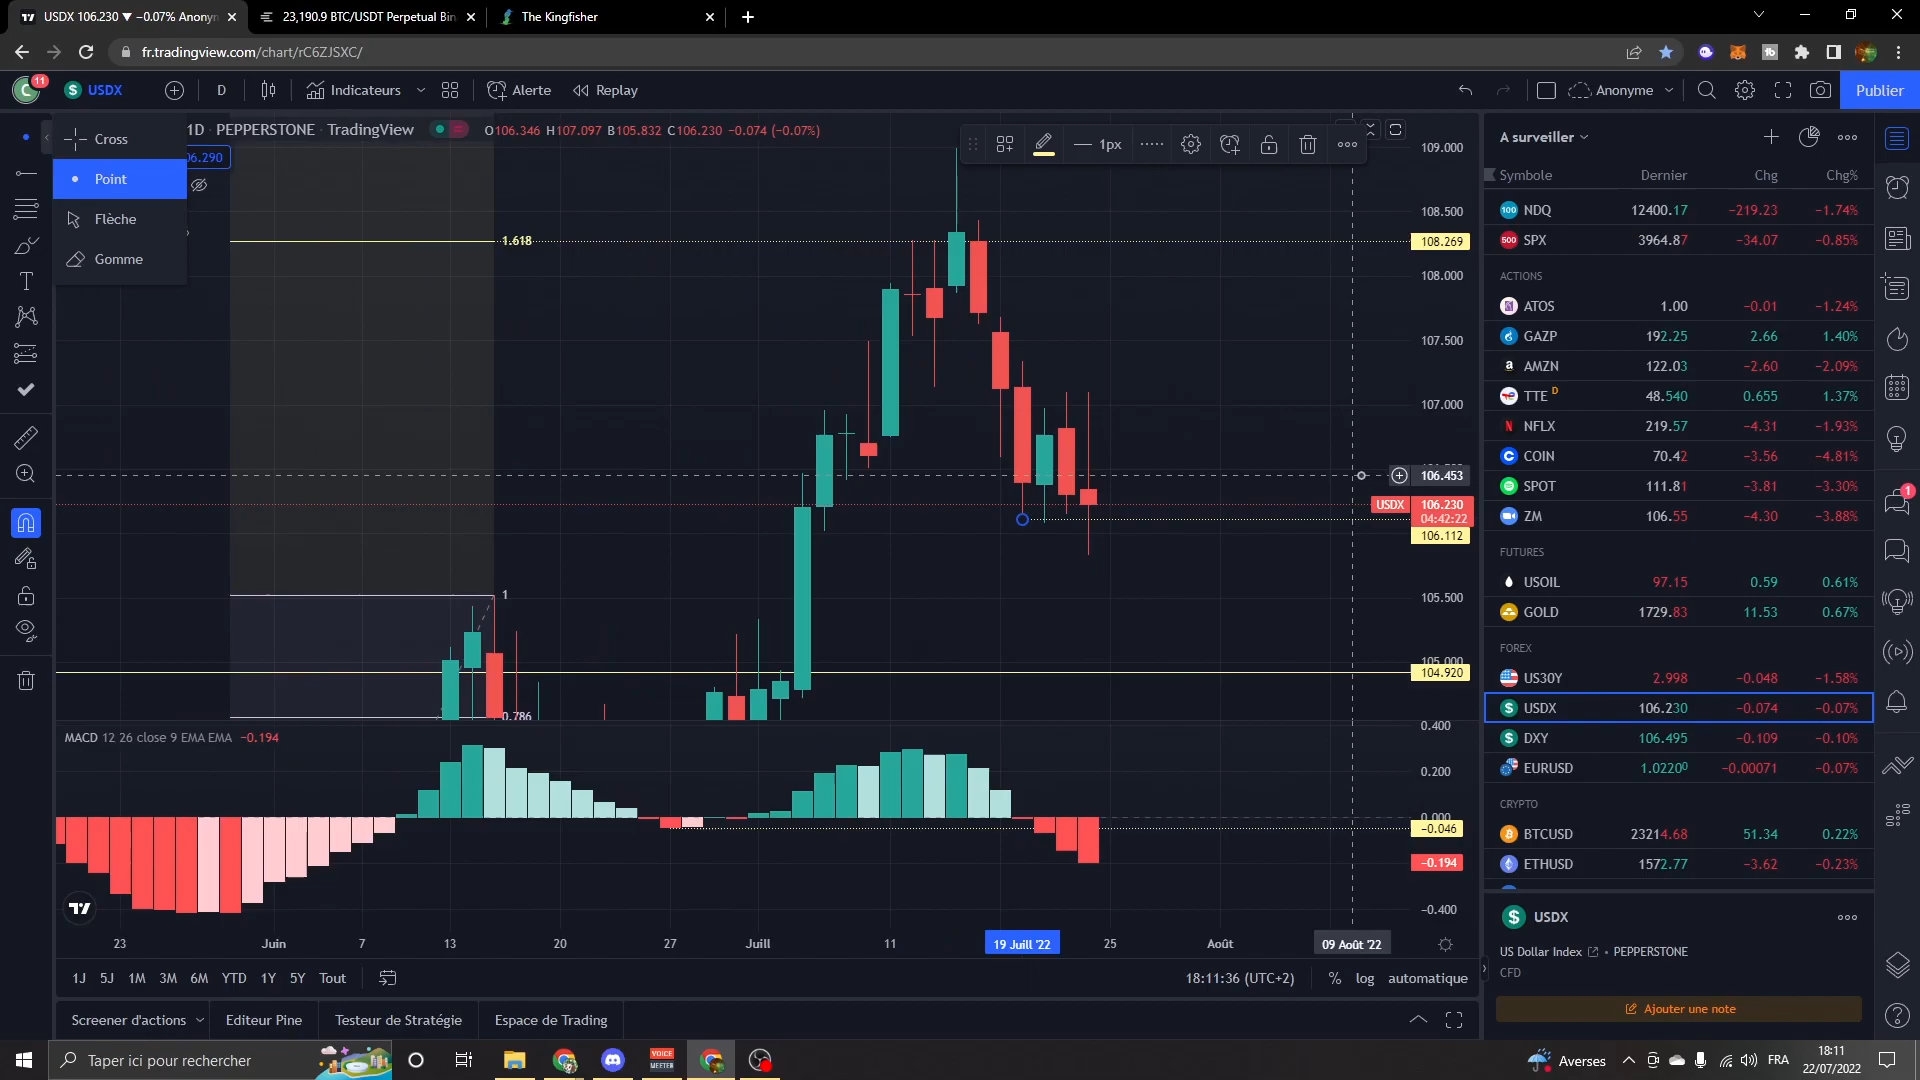 USDX 106.230 ▼ −0.07% Anonyn
23,190.9 BTC/USDT Perpetual Bin
The Kingfisher
fr.tradingview.com/chart/rC6ZJSXC/
11
USDX
D
Indicateurs
Alerte
Replay
Anonyme
Publier
Cross
Point
Flèche
Gomme
1D · PEPPERSTONE · TradingView
O106.346 H107.097 B105.832 C106.230 −0.074 (−0.07%)
06.290
1px
1.618
1
0.786
109.000
108.500
108.269
108.000
107.500
107.000
106.453
USDX 106.230
04:42:22
106.112
105.500
105.000
104.920
MACD 12 26 close 9 EMA EMA −0.194
0.400
0.200
0.000
−0.046
−0.194
−0.400
23 Juin 7 13 20 27 Juill 11 19 Juill '22 25 Août 09 Août '22
1J 5J 1M 3M 6M YTD 1Y 5Y Tout
18:11:36 (UTC+2) % log automatique
Screener d'actions
Editeur Pine
Testeur de Stratégie
Espace de Trading
A surveiller
Symbole Dernier Chg Chg%
NDQ 12400.17 −219.23 −1.74%
SPX 3964.87 −34.07 −0.85%
ACTIONS
ATOS 1.00 −0.01 −1.24%
GAZP 192.25 2.66 1.40%
AMZN 122.03 −2.60 −2.09%
TTE D 48.540 0.655 1.37%
NFLX 219.57 −4.31 −1.93%
COIN 70.42 −3.56 −4.81%
SPOT 111.81 −3.81 −3.30%
ZM 106.55 −4.30 −3.88%
FUTURES
USOIL 97.15 0.59 0.61%
GOLD 1729.83 11.53 0.67%
FOREX
US30Y 2.998 −0.048 −1.58%
USDX 106.230 −0.074 −0.07%
DXY 106.495 −0.109 −0.10%
EURUSD 1.02200 −0.00071 −0.07%
CRYPTO
BTCUSD 23214.68 51.34 0.22%
ETHUSD 1572.77 −3.62 −0.23%
USDX
US Dollar Index • PEPPERSTONE
CFD
Ajouter une note
1
Taper ici pour rechercher
VOICE
MEETER
Averses
FRA
18:11
22/07/2022